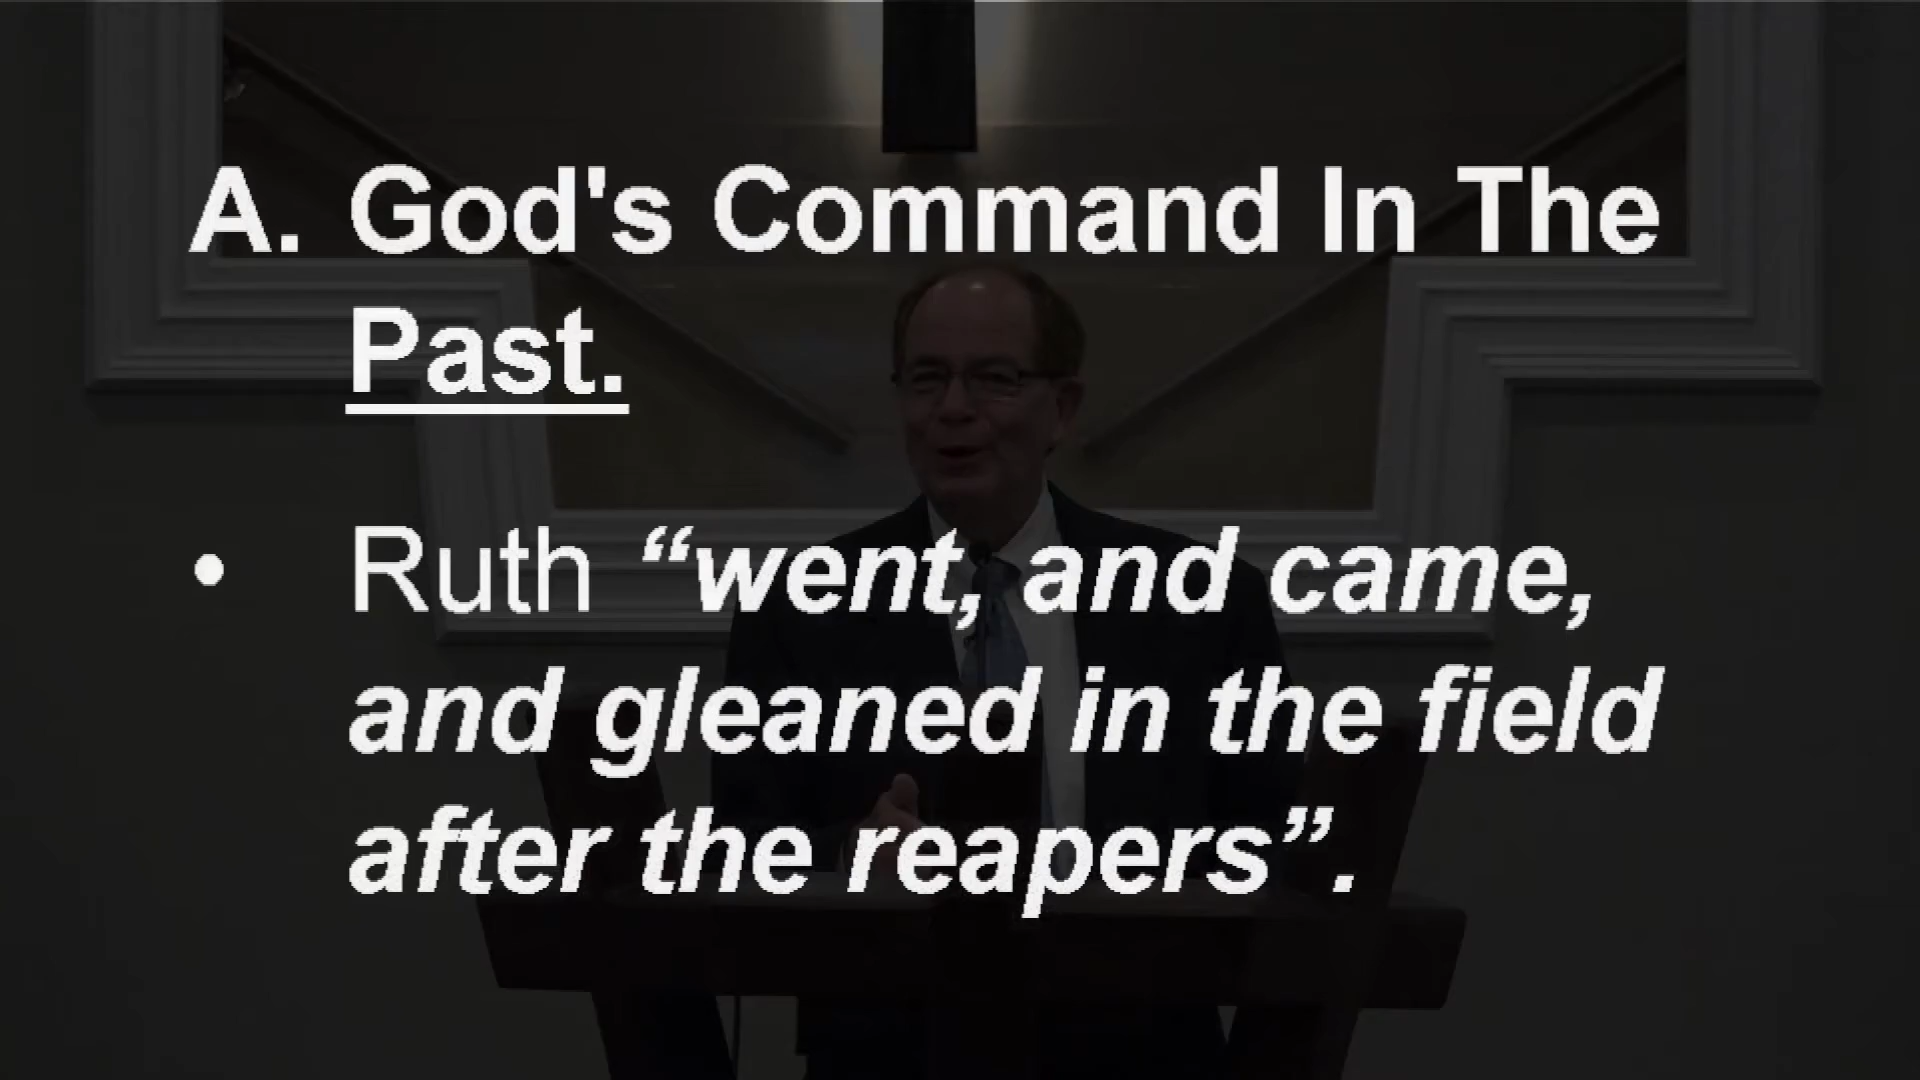 A. God's Command In The
Past.
• Ruth “went, and came,
and gleaned in the field
after the reapers”.